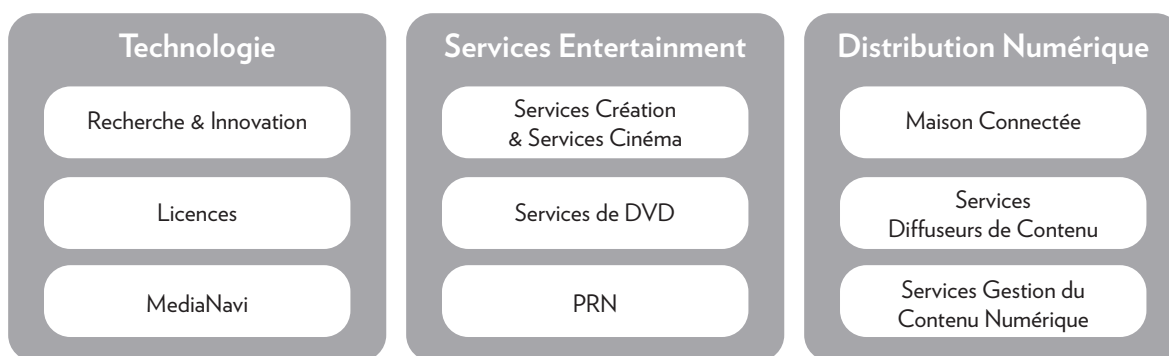 Technologie
Recherche & Innovation
Licences
MediaNavi
Services Entertainment
Services Création
& Services Cinéma
Services de DVD
PRN
Distribution Numérique
Maison Connectée
Services
Diffuseurs de Contenu
Services Gestion du
Contenu Numérique